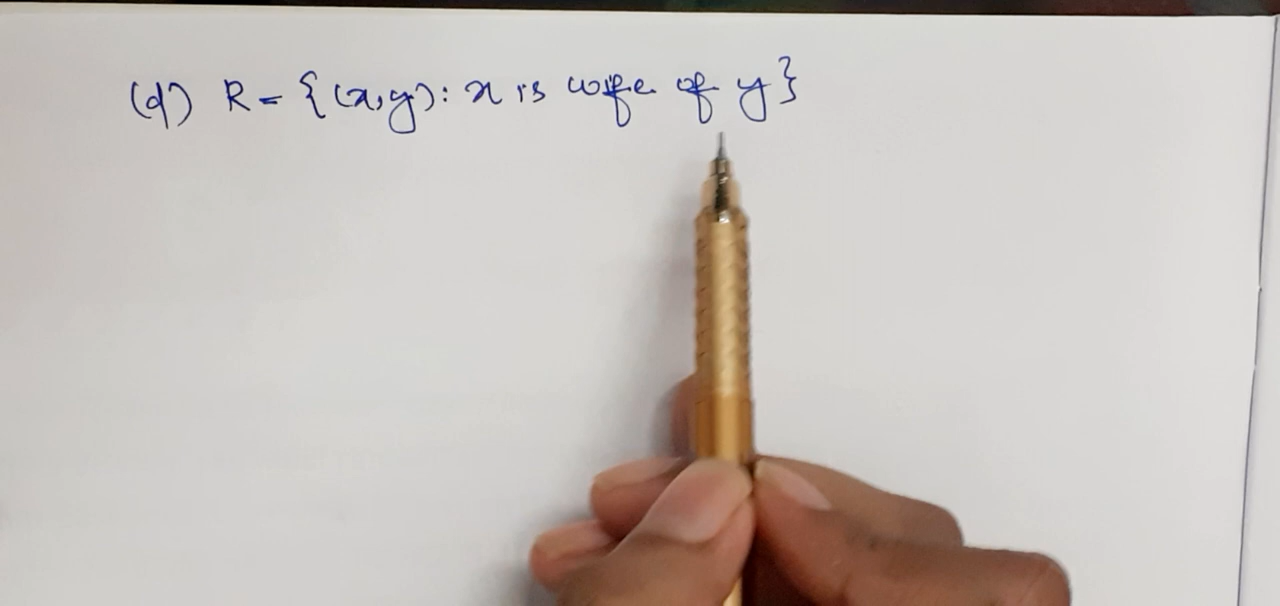 (d) R = {(x,y): x is wife of y}